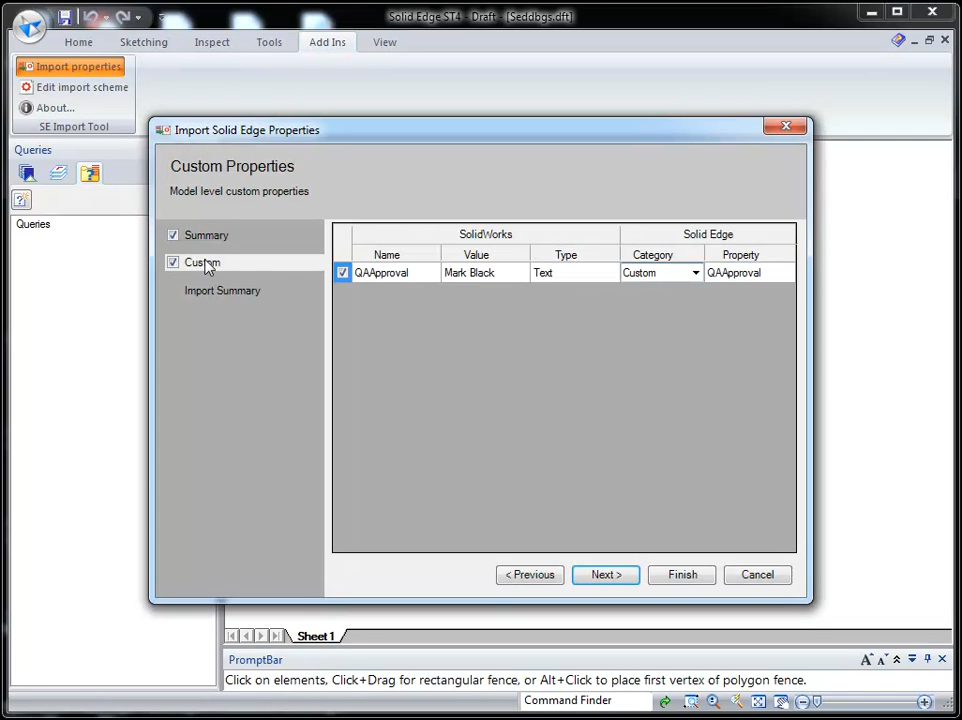 Solid Edge ST4 - Draft - [Seddbgs.dft]
Home Sketching Inspect Tools Add Ins View
Import properties
Edit import scheme
About...
SE Import Tool
Queries
Queries
Import Solid Edge Properties
Custom Properties
Model level custom properties
Summary
Custom
Import Summary
SolidWorks Solid Edge
Name Value Type Category Property
QAApproval Mark Black Text Custom QAApproval
< Previous Next > Finish Cancel
Sheet1
PromptBar
Click on elements, Click+Drag for rectangular fence, or Alt+Click to place first vertex of polygon fence.
Command Finder